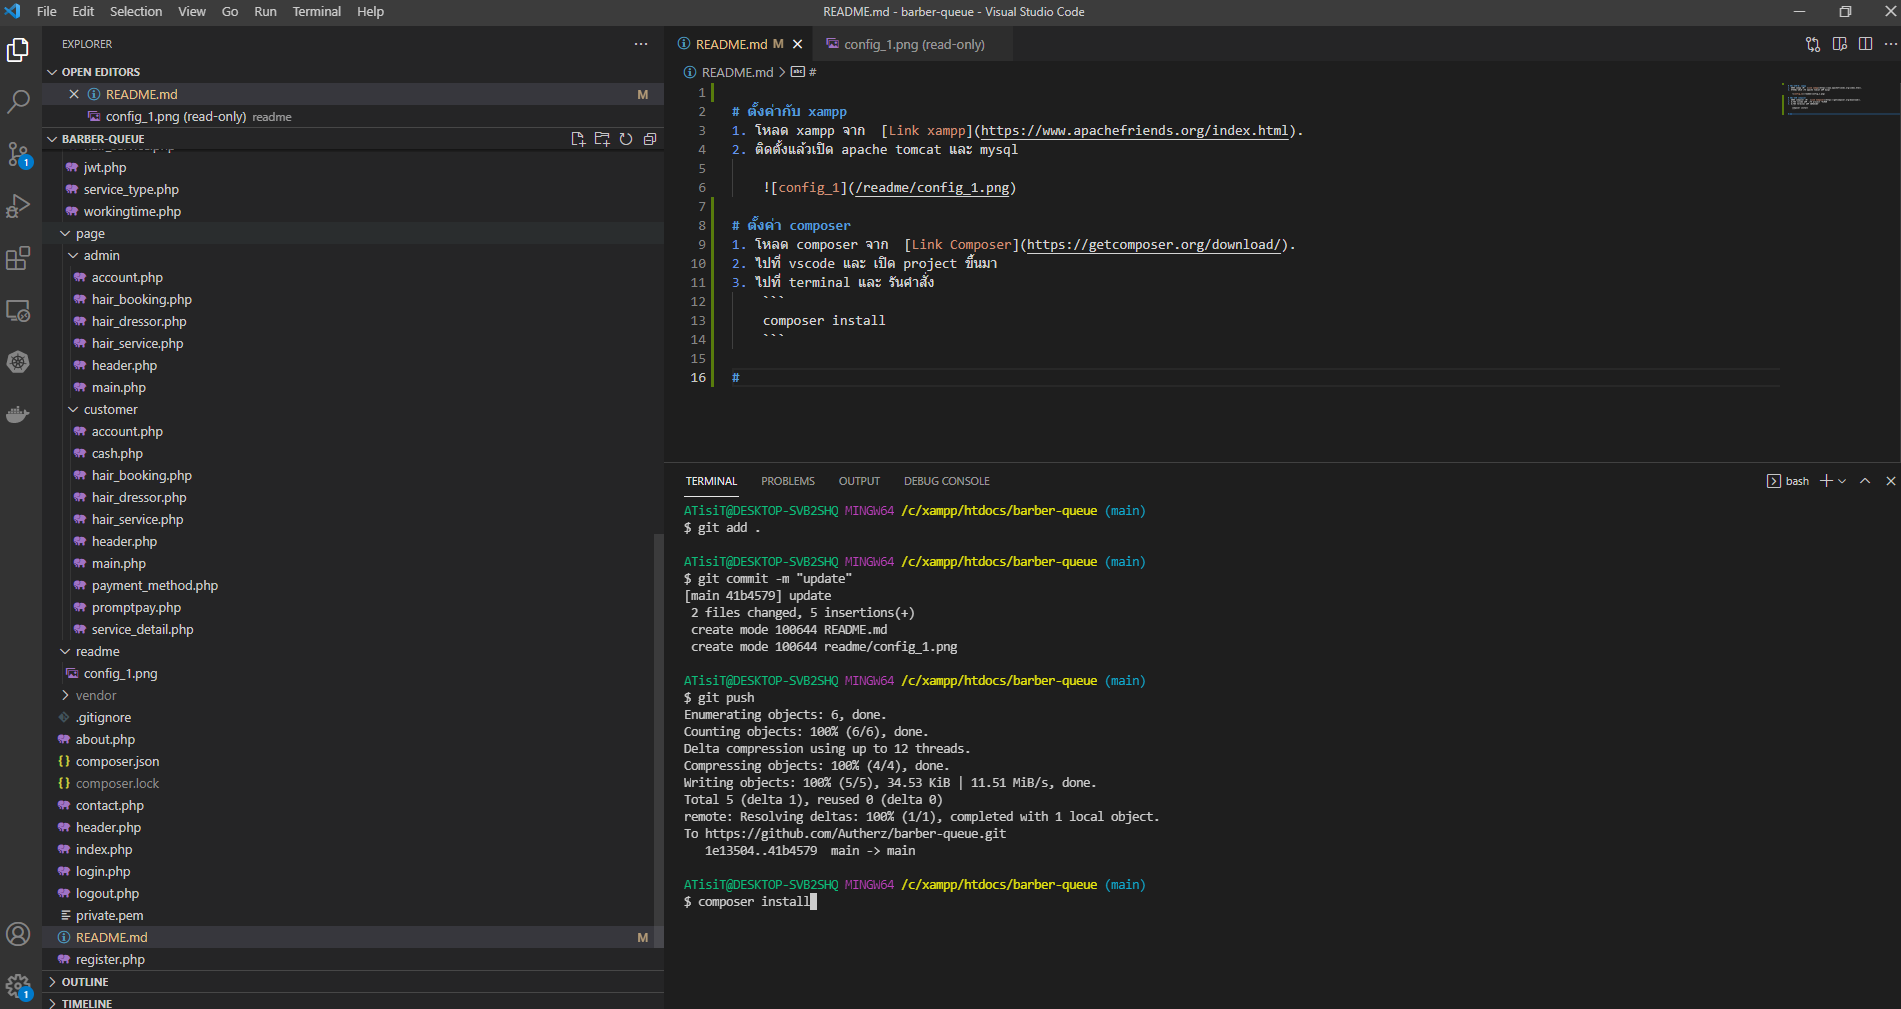 File Edit Selection View Go Run Terminal Help
README.md - barber-queue - Visual Studio Code
EXPLORER
OPEN EDITORS
README.md M
config_1.png (read-only) readme
BARBER-QUEUE
jwt.php
service_type.php
workingtime.php
page
admin
account.php
hair_booking.php
hair_dressor.php
hair_service.php
header.php
main.php
customer
account.php
cash.php
hair_booking.php
hair_dressor.php
hair_service.php
header.php
main.php
payment_method.php
promptpay.php
service_detail.php
readme
config_1.png
vendor
.gitignore
about.php
composer.json
composer.lock
contact.php
header.php
index.php
login.php
logout.php
private.pem
README.md M
register.php
OUTLINE
TIMELINE
1
1
README.md M
config_1.png (read-only)
README.md > abc #
1
2 # ตั้งค่ากับ xampp
3 1. โหลด xampp จาก [Link xampp](https://www.apachefriends.org/index.html).
4 2. ติดตั้งแล้วเปิด apache tomcat และ mysql
5
6 ![config_1](/readme/config_1.png)
7
8 # ตั้งค่า composer
9 1. โหลด composer จาก [Link Composer](https://getcomposer.org/download/).
10 2. ไปที่ vscode และ เปิด project ขึ้นมา
11 3. ไปที่ terminal และ รันคำสั่ง
12 ```
13 composer install
14 ```
15
16 #
TERMINAL PROBLEMS OUTPUT DEBUG CONSOLE
bash
ATisiT@DESKTOP-SVB2SHQ MINGW64 /c/xampp/htdocs/barber-queue (main)
$ git add .
ATisiT@DESKTOP-SVB2SHQ MINGW64 /c/xampp/htdocs/barber-queue (main)
$ git commit -m "update"
[main 41b4579] update
2 files changed, 5 insertions(+)
create mode 100644 README.md
create mode 100644 readme/config_1.png
ATisiT@DESKTOP-SVB2SHQ MINGW64 /c/xampp/htdocs/barber-queue (main)
$ git push
Enumerating objects: 6, done.
Counting objects: 100% (6/6), done.
Delta compression using up to 12 threads.
Compressing objects: 100% (4/4), done.
Writing objects: 100% (5/5), 34.53 KiB | 11.51 MiB/s, done.
Total 5 (delta 1), reused 0 (delta 0)
remote: Resolving deltas: 100% (1/1), completed with 1 local object.
To https://github.com/Autherz/barber-queue.git
1e13504..41b4579 main -> main
ATisiT@DESKTOP-SVB2SHQ MINGW64 /c/xampp/htdocs/barber-queue (main)
$ composer install